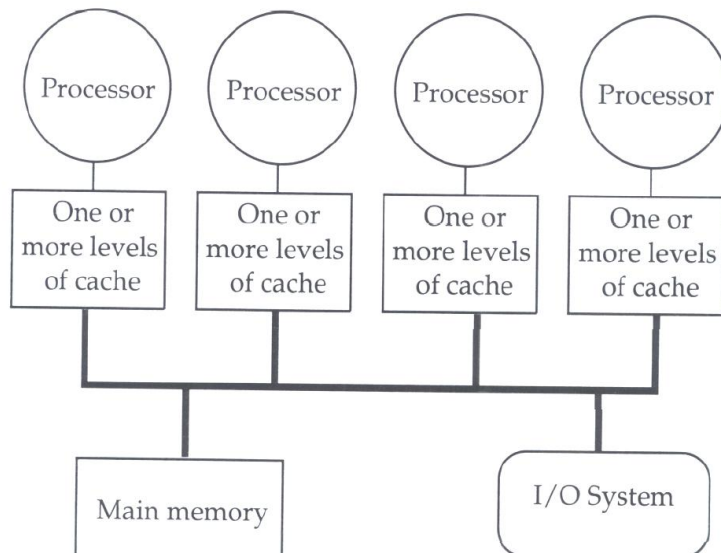 Processor
Processor
Processor
Processor
One or
more levels
of cache
One or
more levels
of cache
One or
more levels
of cache
One or
more levels
of cache
Main memory
I/O System